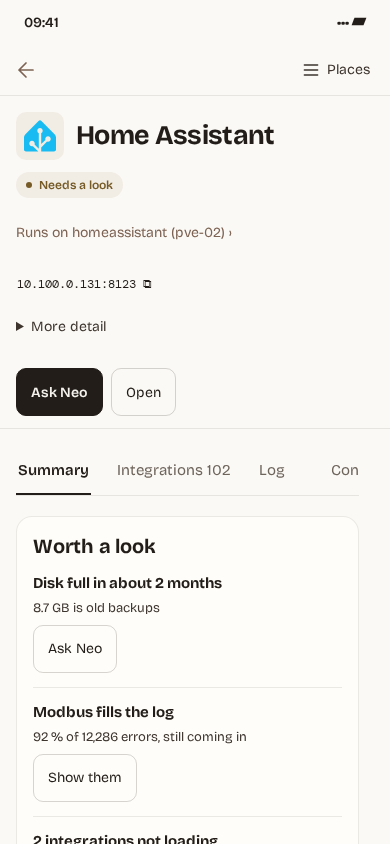 09:41
Places
Home Assistant
Needs a look
Runs on homeassistant (pve-02) ›
10.100.0.131:8123
More detail
Ask Neo
Open
Summary
Integrations 102
Log
Con
Worth a look
Disk full in about 2 months
8.7 GB is old backups
Ask Neo
Modbus fills the log
92 % of 12,286 errors, still coming in
Show them
2 integrations not loading